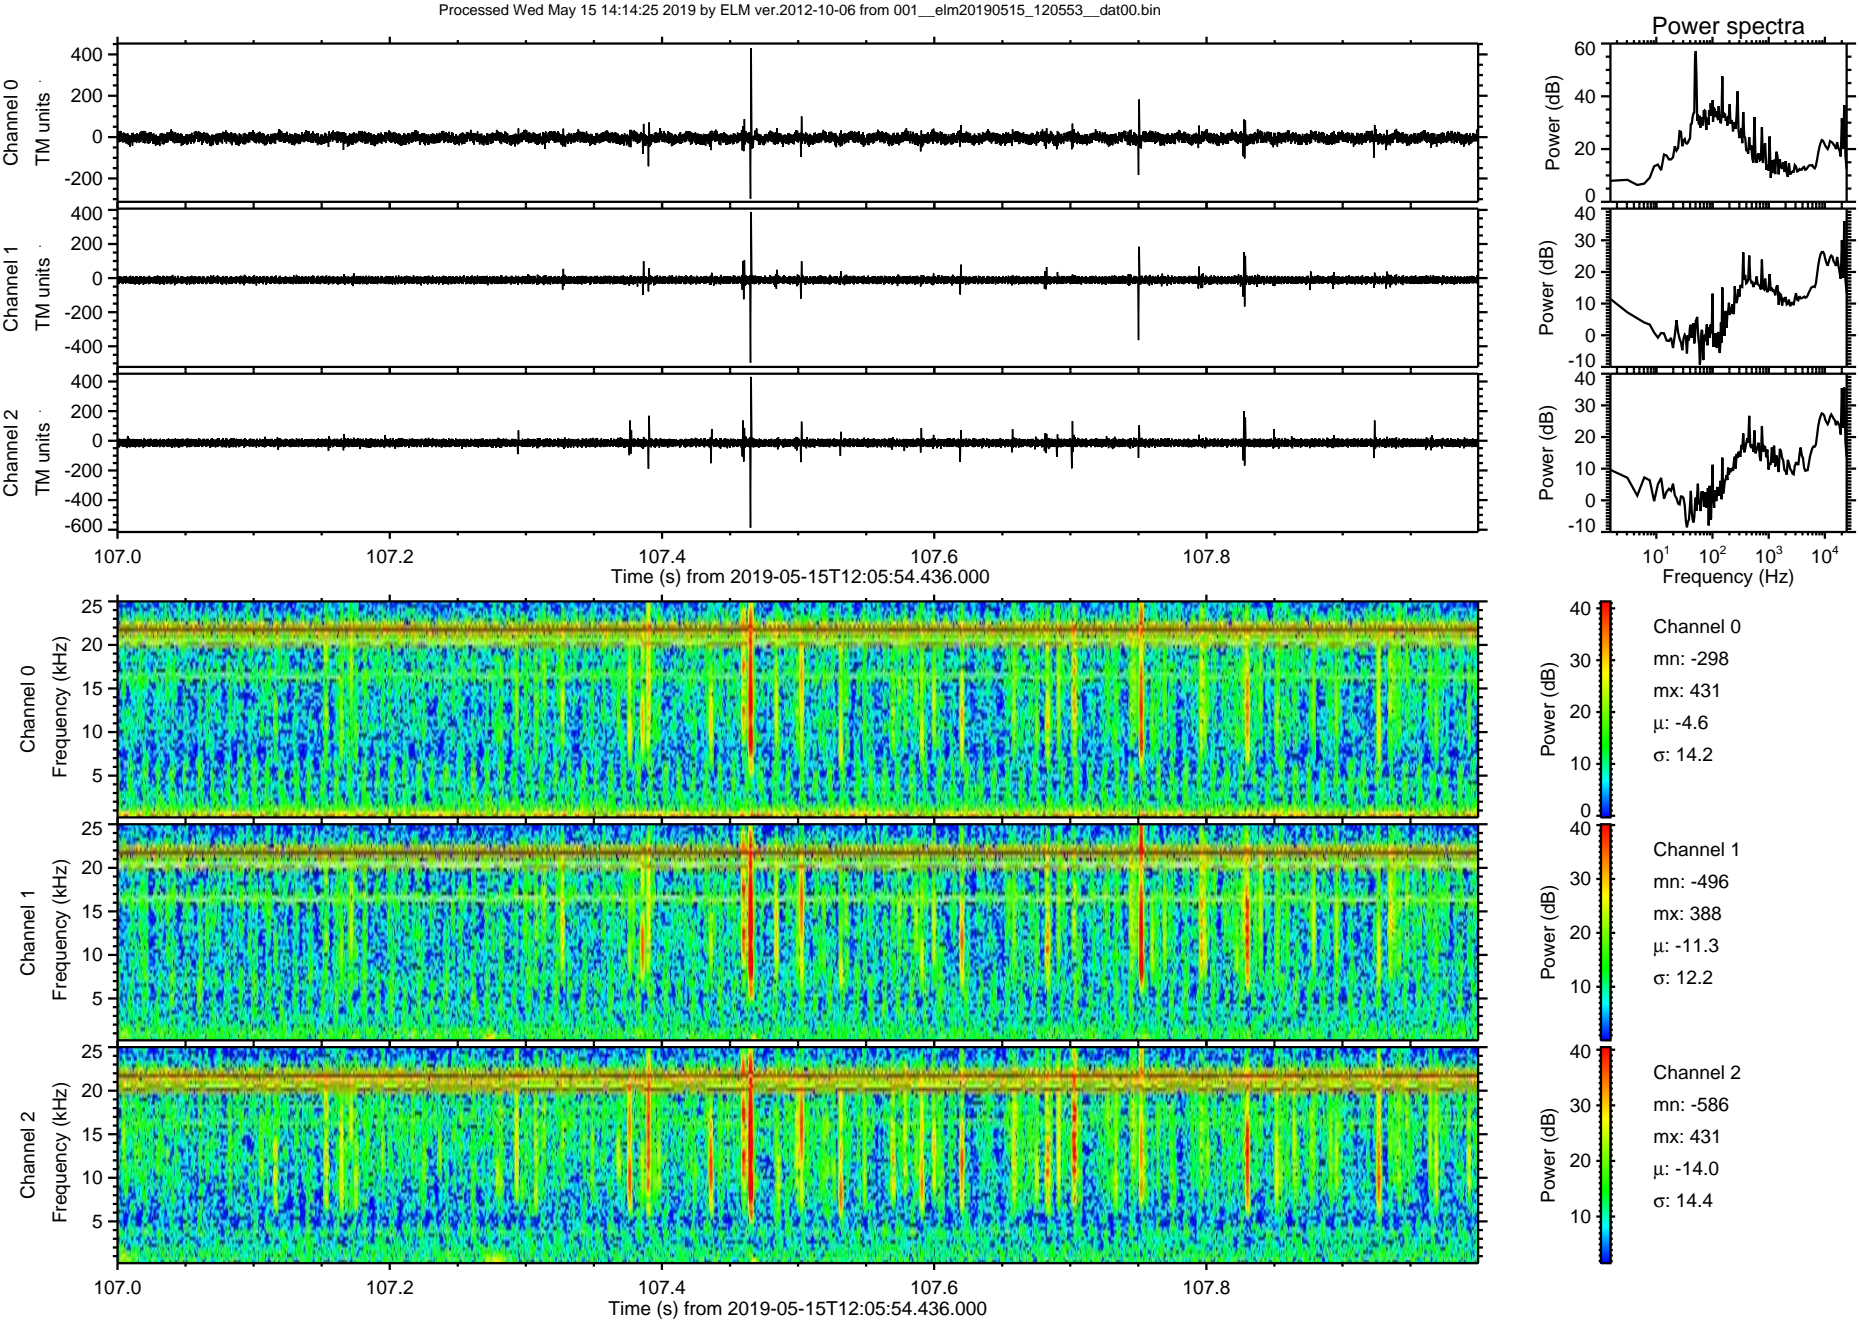 Processed Wed May 15 14:14:25 2019 by ELM ver.2012-10-06 from 001__elm20190515_120553__dat00.bin
Power spectra
Channel 0
TM units
400
200
0
-200
Power (dB)
60
40
20
0
Channel 1
TM units
400
200
0
-200
-400
Power (dB)
40
30
20
10
0
-10
Channel 2
TM units
400
200
0
-200
-400
-600
Power (dB)
40
30
20
10
0
-10
107.0 107.2 107.4 107.6 107.8
Time (s) from 2019-05-15T12:05:54.436.000
10¹ 10² 10³ 10⁴
Frequency (Hz)
Channel 0
Frequency (kHz)
25
20
15
10
5
Power (dB)
40
30
20
10
0
Channel 0
mn: -298
mx: 431
μ: -4.6
σ: 14.2
Channel 1
Frequency (kHz)
25
20
15
10
5
Power (dB)
40
30
20
10
Channel 1
mn: -496
mx: 388
μ: -11.3
σ: 12.2
Channel 2
Frequency (kHz)
25
20
15
10
5
Power (dB)
40
30
20
10
Channel 2
mn: -586
mx: 431
μ: -14.0
σ: 14.4
107.0 107.2 107.4 107.6 107.8
Time (s) from 2019-05-15T12:05:54.436.000